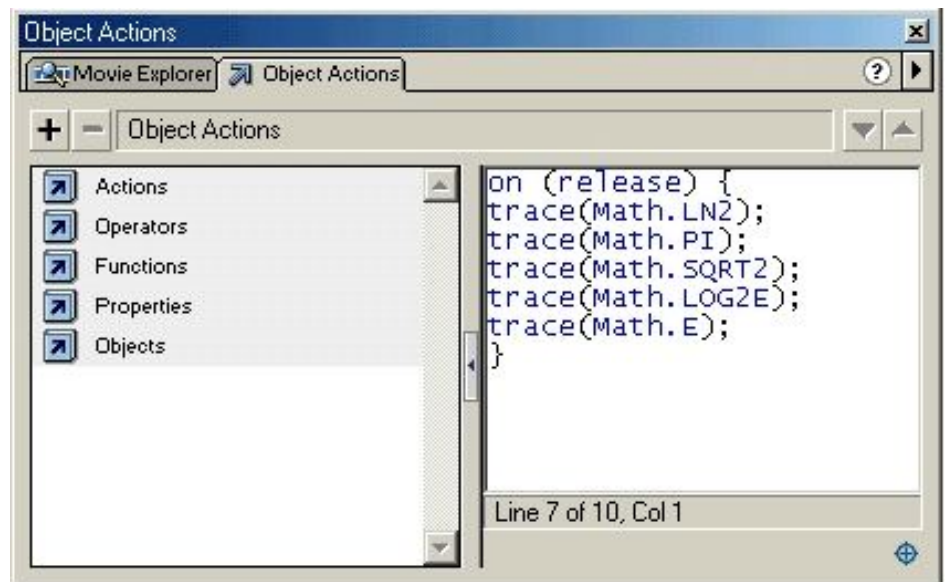 Object Actions
Movie Explorer Object Actions ?
+ - Object Actions
Actions
Operators
Functions
Properties
Objects
on (release) {
trace(Math.LN2);
trace(Math.PI);
trace(Math.SQRT2);
trace(Math.LOG2E);
trace(Math.E);
}
Line 7 of 10, Col 1